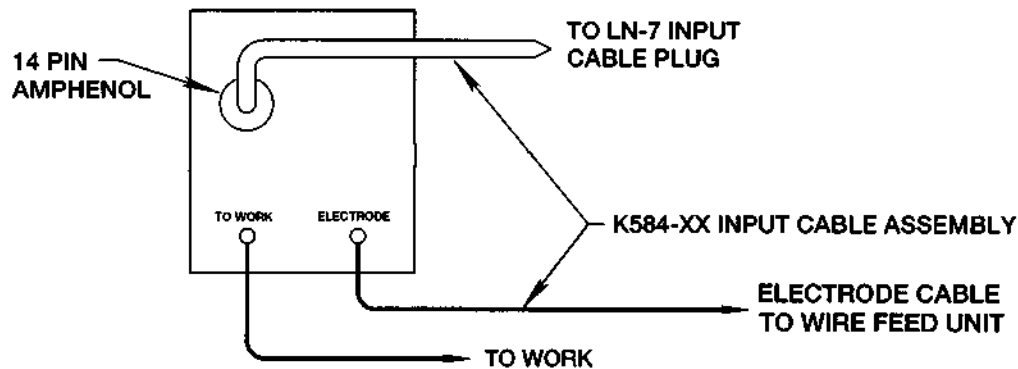 TO LN-7 INPUT
CABLE PLUG
14 PIN
AMPHENOL
TO WORK
ELECTRODE
K584-XX INPUT CABLE ASSEMBLY
ELECTRODE CABLE
TO WIRE FEED UNIT
TO WORK